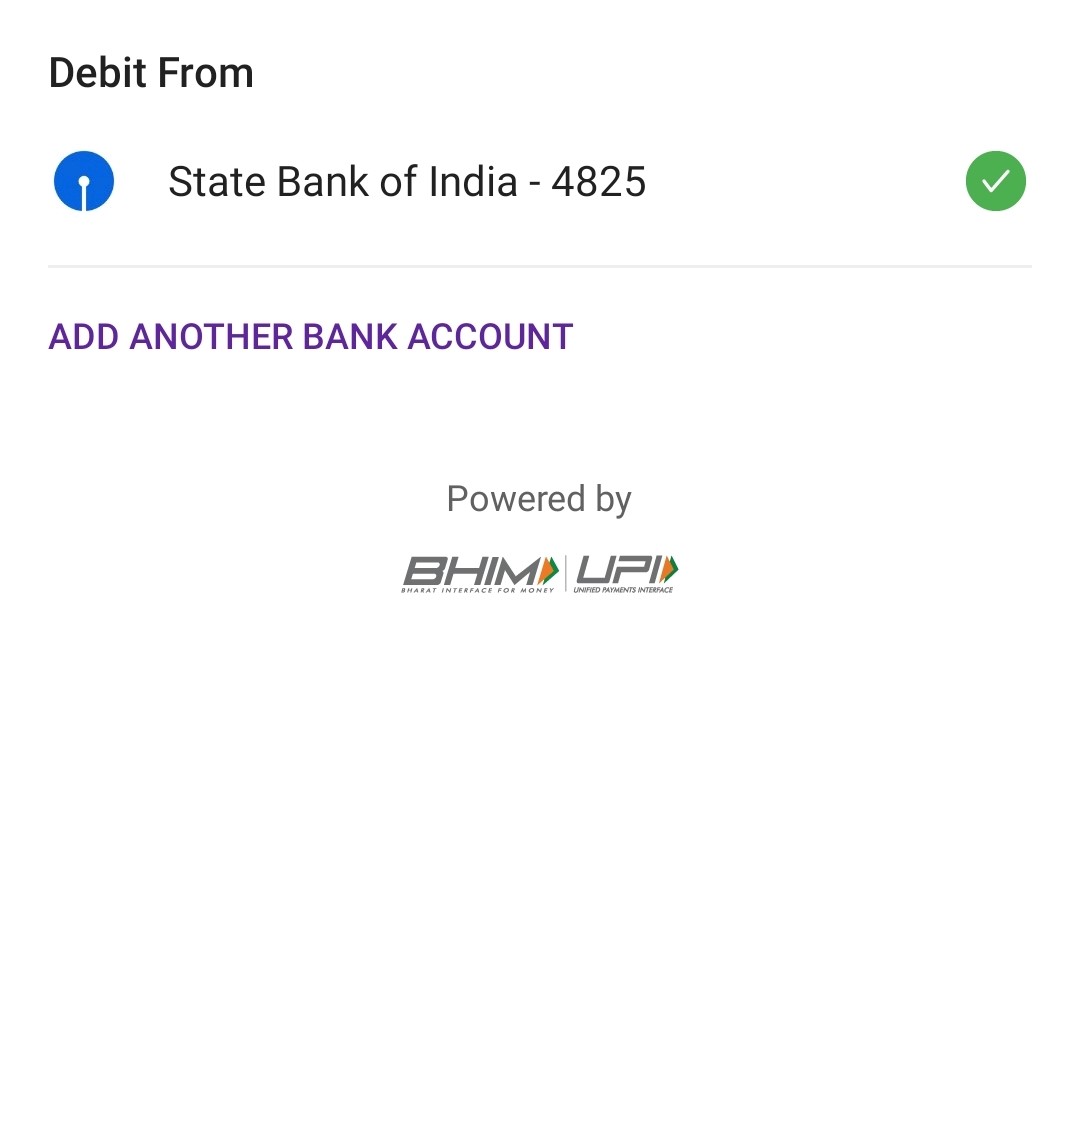 Debit From
State Bank of India - 4825
ADD ANOTHER BANK ACCOUNT
Powered by
BHIM UPI
BHARAT INTERFACE FOR MONEY UNIFIED PAYMENTS INTERFACE